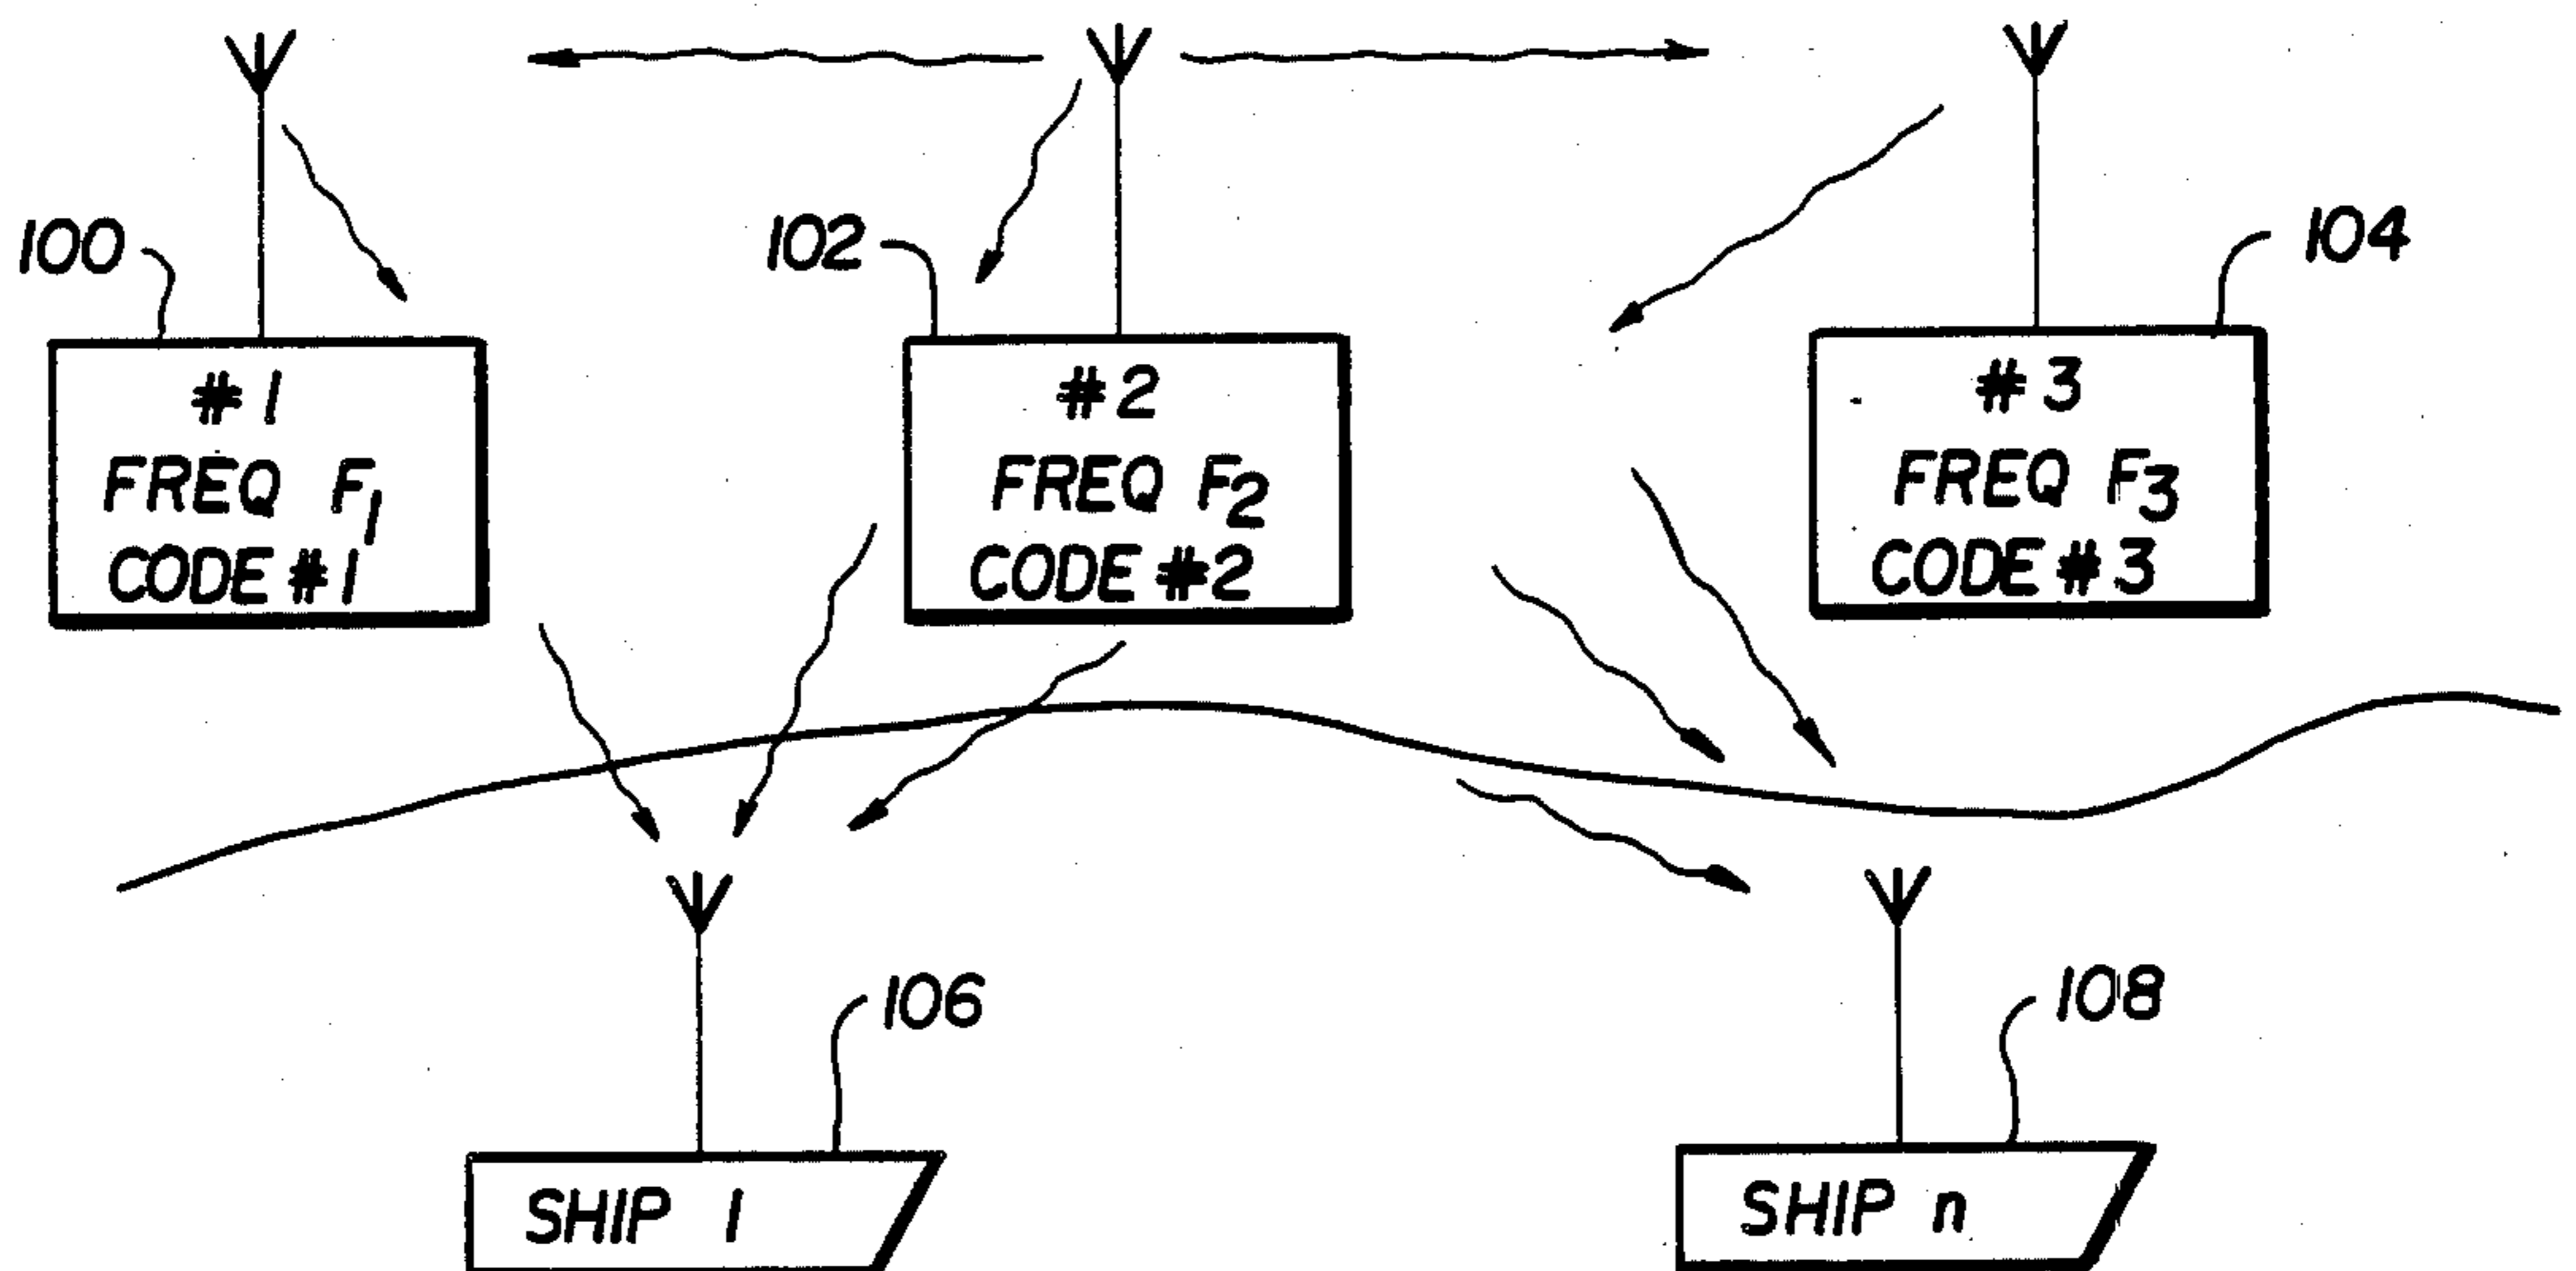 100
102
104
#1
FREQ F₁
CODE #1
#2
FREQ F₂
CODE #2
#3
FREQ F₃
CODE #3
106
108
SHIP 1
SHIP n